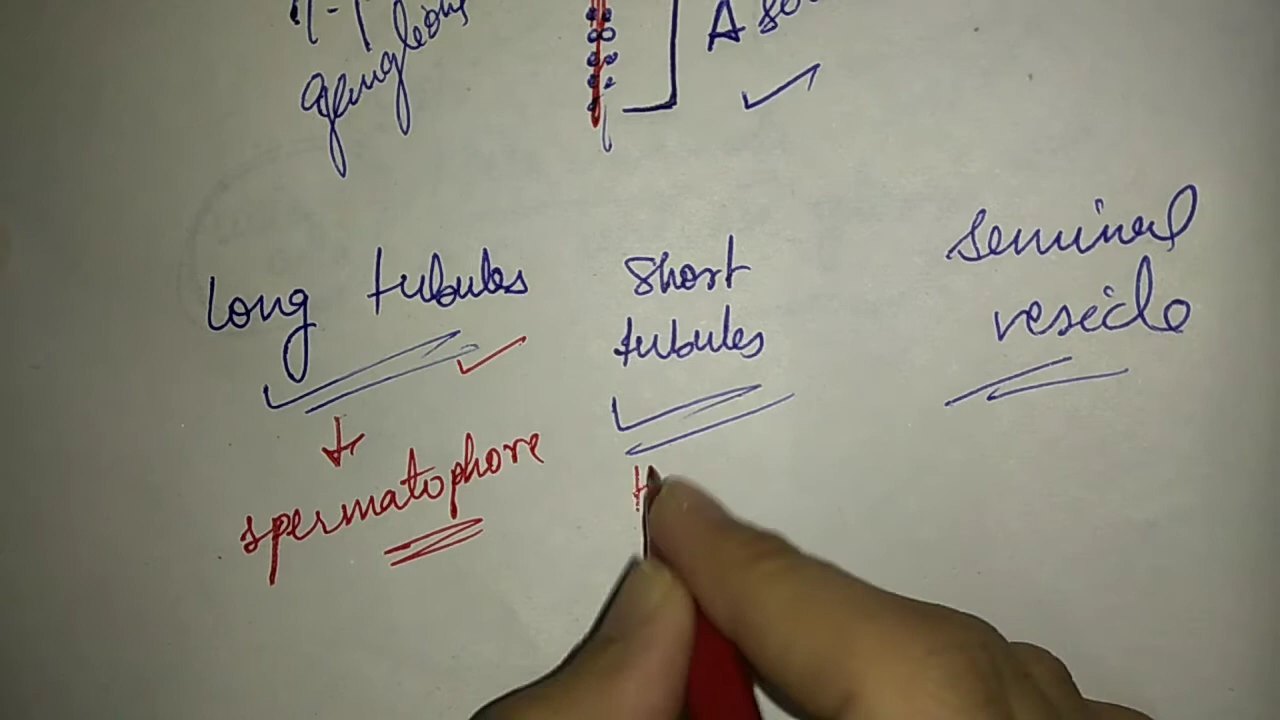 ganglions
A
long tubules
short
tubules
seminal
vesicle
spermatophore